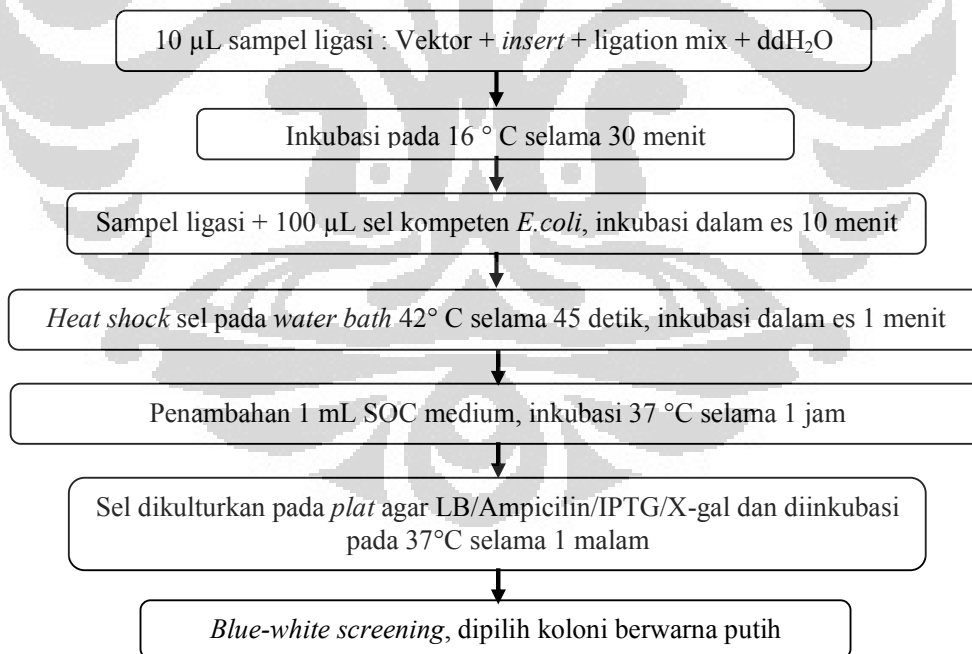 10 µL sampel ligasi : Vektor + insert + ligation mix + ddH₂O
Inkubasi pada 16 ° C selama 30 menit
Sampel ligasi + 100 µL sel kompeten E.coli, inkubasi dalam es 10 menit
Heat shock sel pada water bath 42° C selama 45 detik, inkubasi dalam es 1 menit
Penambahan 1 mL SOC medium, inkubasi 37 °C selama 1 jam
Sel dikulturkan pada plat agar LB/Ampicilin/IPTG/X-gal dan diinkubasi
pada 37°C selama 1 malam
Blue-white screening, dipilih koloni berwarna putih